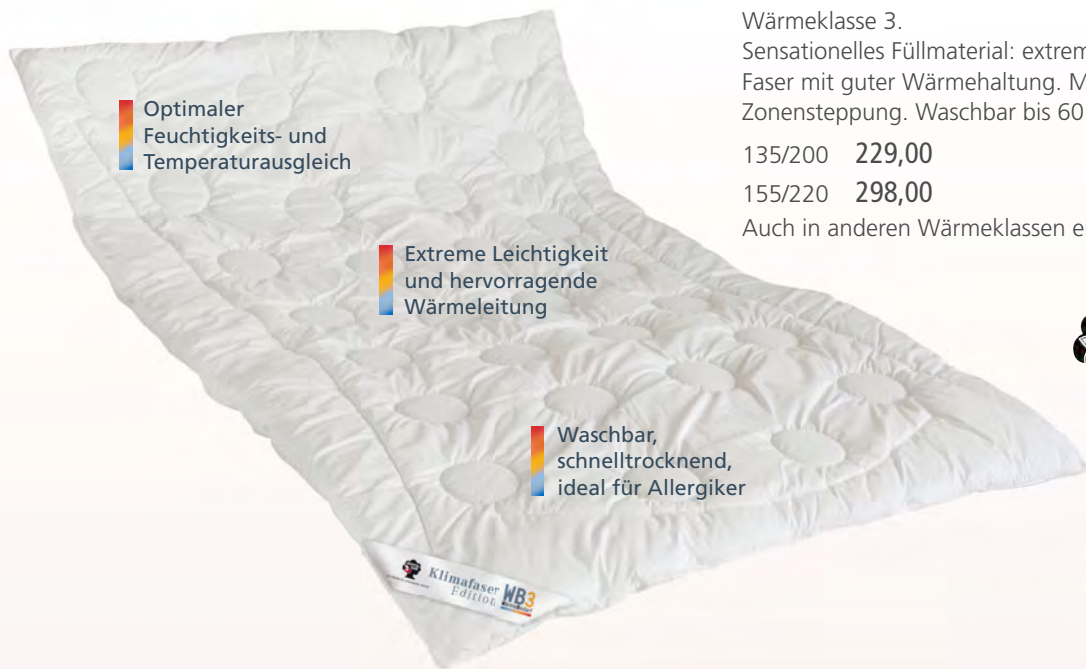 Wärmeklasse 3.
Sensationelles Füllmaterial: extrem
Faser mit guter Wärmehaltung. M
Zonensteppung. Waschbar bis 60
135/200 229,00
155/220 298,00
Auch in anderen Wärmeklassen e
Optimaler
Feuchtigkeits- und
Temperaturausgleich
Extreme Leichtigkeit
und hervorragende
Wärmeleitung
Waschbar,
schnelltrocknend,
ideal für Allergiker
Klimafaser
Edition
WB3